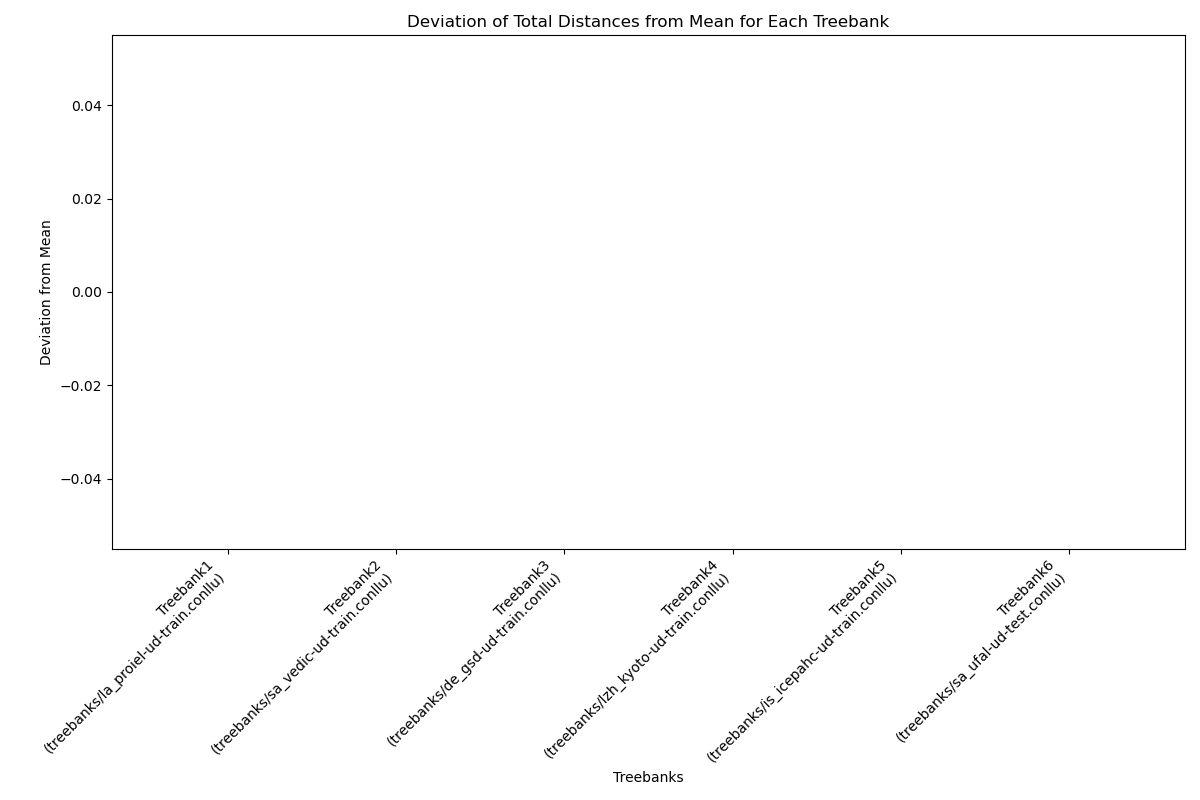 Deviation of Total Distances from Mean for Each Treebank
Deviation from Mean
0.04
0.02
0.00
−0.02
−0.04
Treebank1
(treebanks/la_proiel-ud-train.conllu)
Treebank2
(treebanks/sa_vedic-ud-train.conllu)
Treebank3
(treebanks/de_gsd-ud-train.conllu)
Treebank4
(treebanks/lzh_kyoto-ud-train.conllu)
Treebank5
(treebanks/is_icepahc-ud-train.conllu)
Treebank6
(treebanks/sa_ufal-ud-test.conllu)
Treebanks